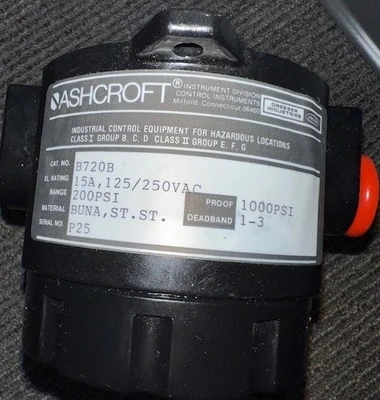 ASHCROFT®
INSTRUMENT DIVISION
CONTROL INSTRUMENTS
Milford, Connecticut 06460
DRESSER
INDUSTRIES
INDUSTRIAL CONTROL EQUIPMENT FOR HAZARDOUS LOCATIONS
CLASS I GROUP B, C, D CLASS II GROUP E, F, G
CAT. NO. B720B
EL. RATING 15A,125/250VAC
RANGE 200PSI PROOF 1000PSI
MATERIAL BUNA,ST.ST. DEADBAND 1-3
SERIAL NO. P25